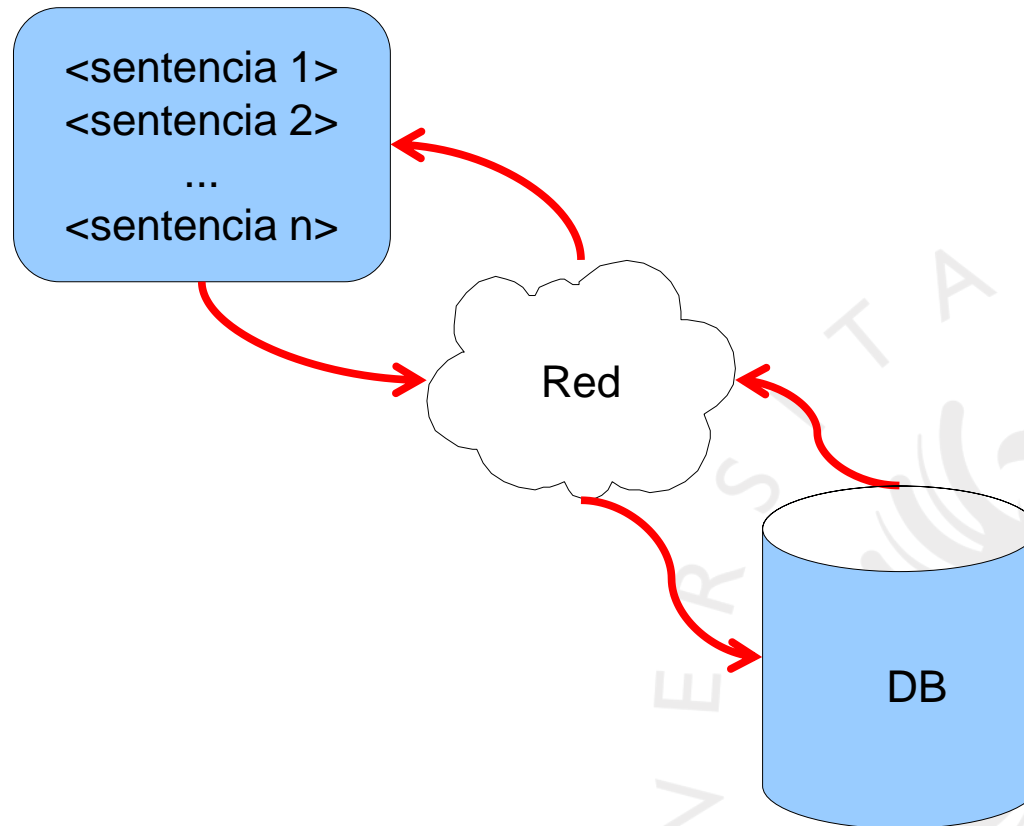 <sentencia 1>
<sentencia 2>
...
<sentencia n>
Red
DB
V E R S I T A